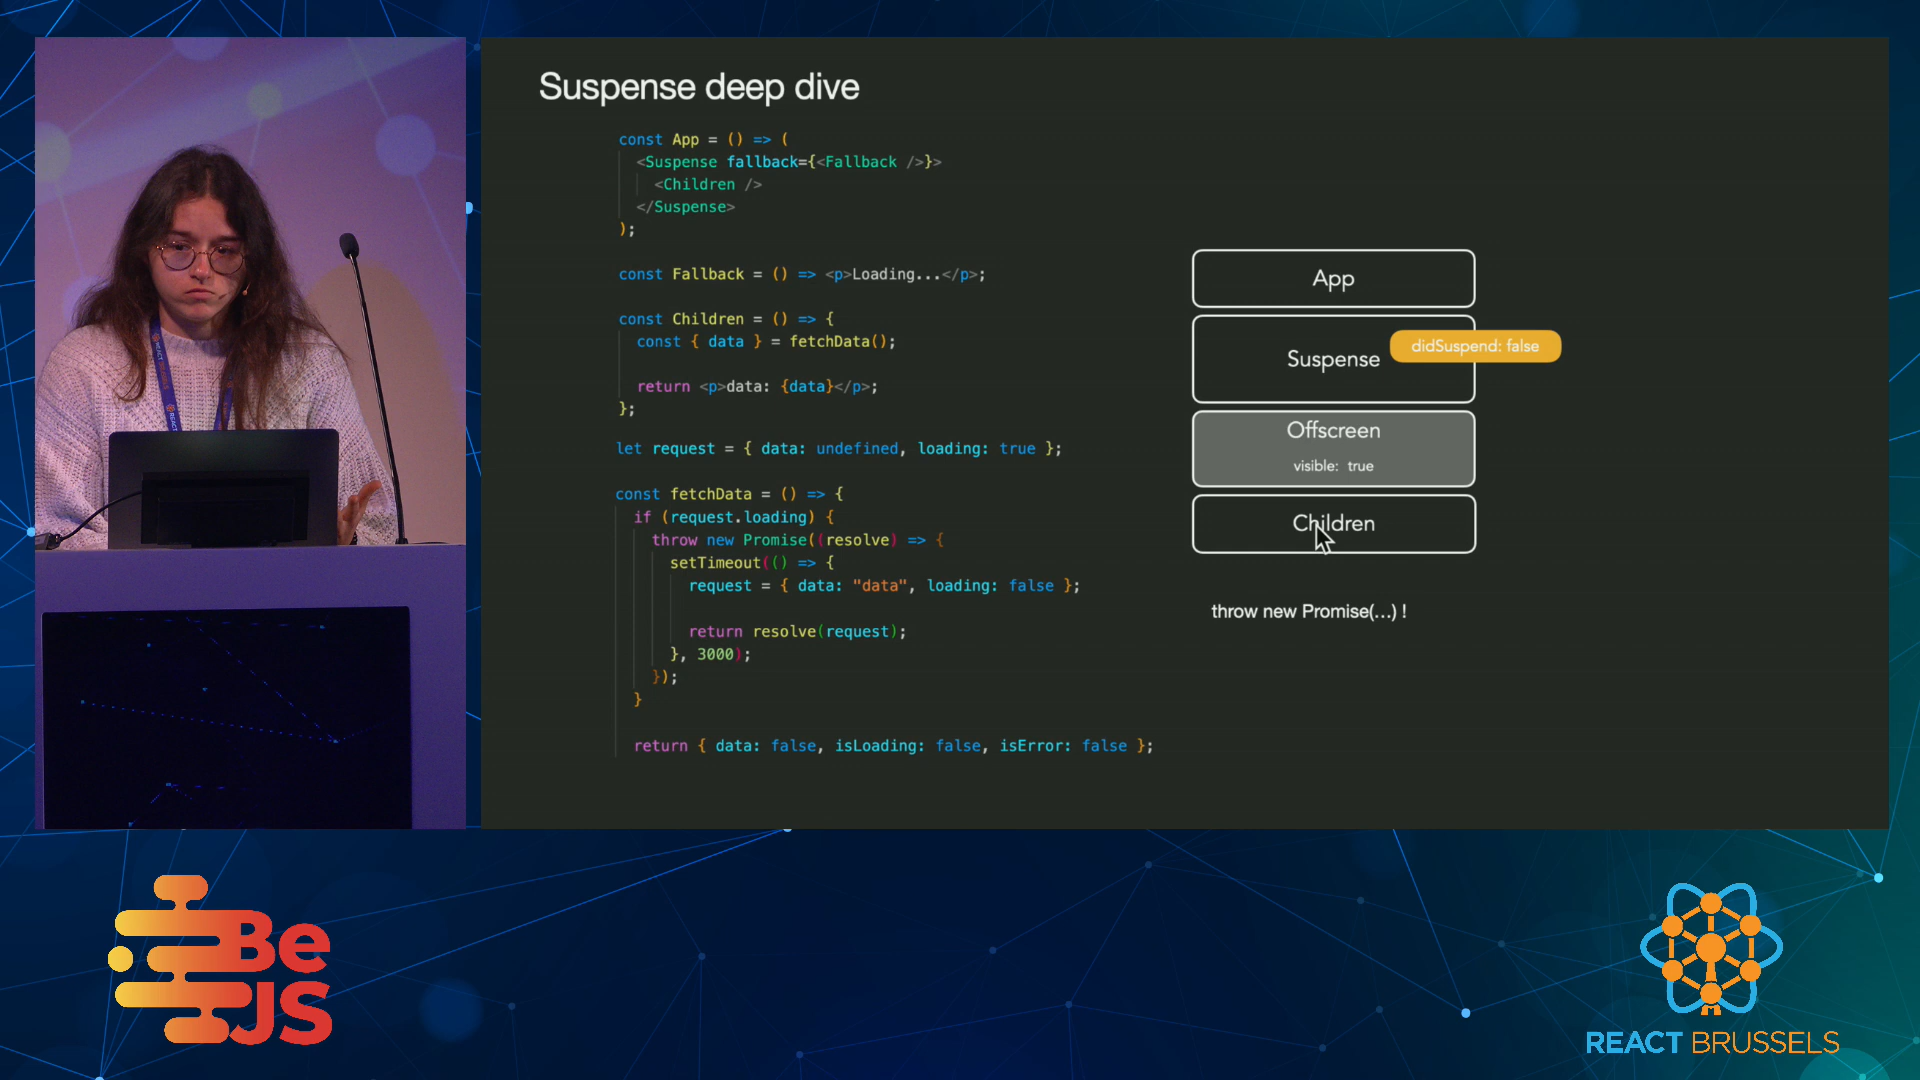 Suspense deep dive
const App = () => (
<Suspense fallback={<Fallback />}>
<Children />
</Suspense>
);
const Fallback = () => <p>Loading...</p>;
const Children = () => {
const { data } = fetchData();
return <p>data: {data}</p>;
};
let request = { data: undefined, loading: true };
const fetchData = () => {
if (request.loading) {
throw new Promise((resolve) => {
setTimeout(() => {
request = { data: "data", loading: false };
return resolve(request);
}, 3000);
});
}
return { data: false, isLoading: false, isError: false };
App
Suspense
didSuspend: false
Offscreen
visible: true
Children
throw new Promise(...) !
Be
JS
REACT BRUSSELS